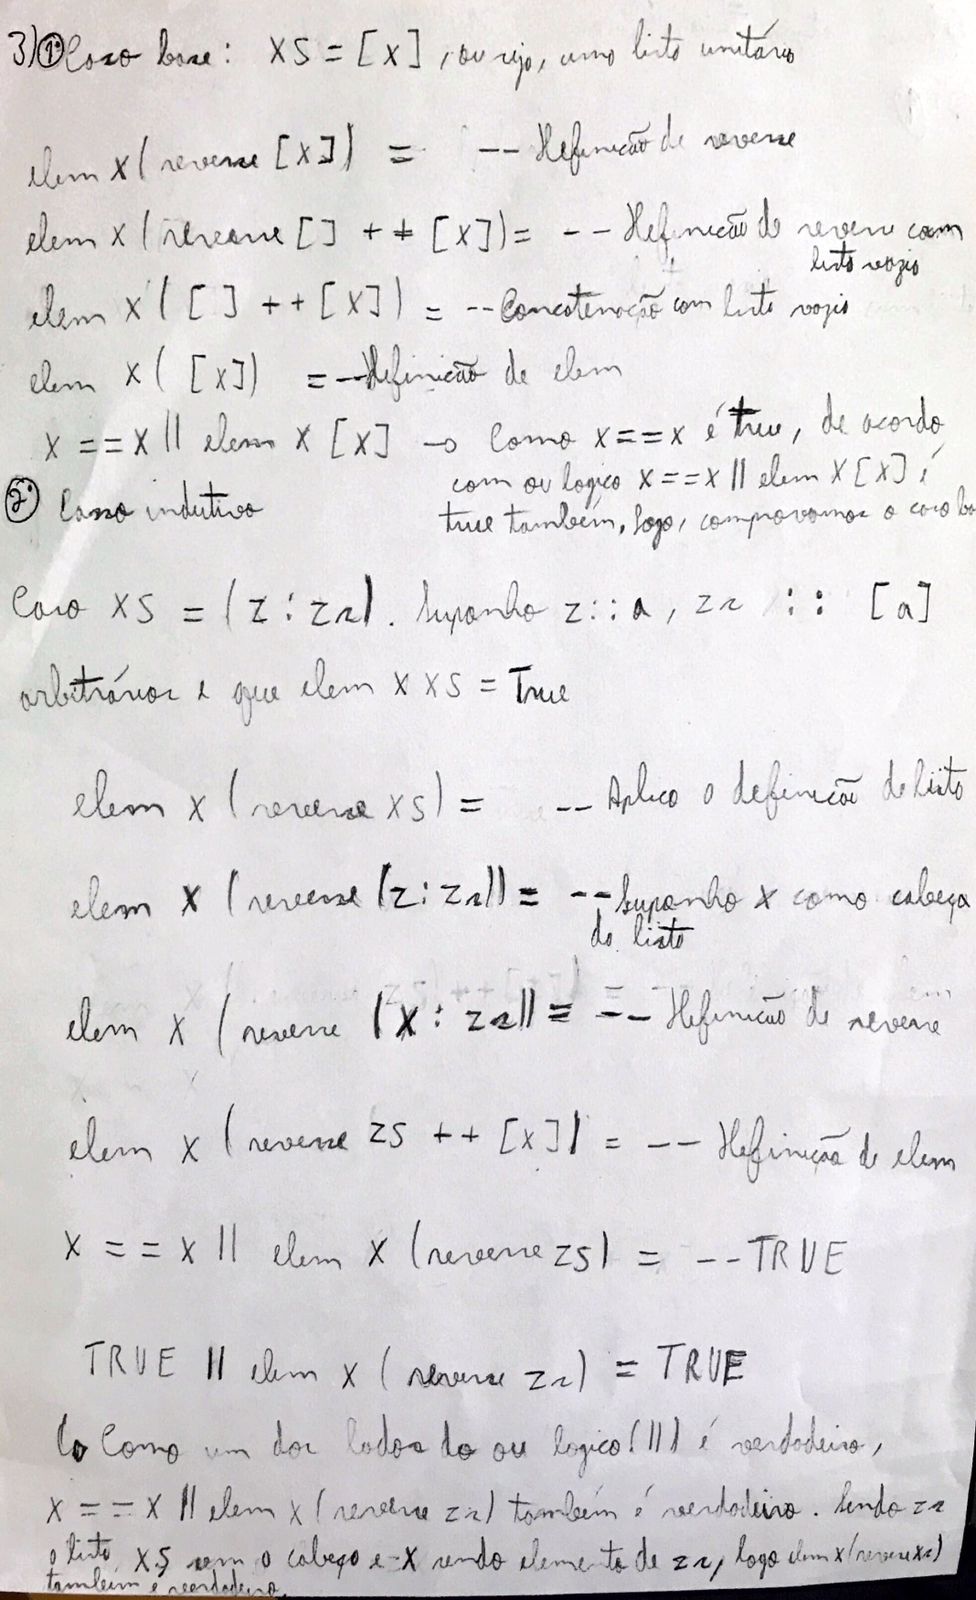 3) 1º Caso base: XS = [X], ou seja, uma lista unitária
elem x (reverse [x]) = -- Definição de reverse
elem x (reverse [] ++ [x]) = -- Definição de reverse com
lista vazia
elem x ([] ++ [x]) = -- Concatenação com lista vazia
elem x ([x]) = -- Definição de elem
x == x || elem x [x] → Como x==x é true, de acordo
com ou logico x==x || elem x [x] é
true também, logo, comprovamos o caso ba
2º Casso indutivo
Caso XS = (z:zs). Suponha z::a, zs :: [a]
arbitrários e que elem x xs = True
elem x (reverse xs) = -- Aplico a definição de lista
elem x (reverse (z:zs)) = -- Suponho x como cabeça
da lista
elem x (reverse (x:zs)) = -- Definição de reverse
elem x (reverse zs ++ [x]) = -- Definição de elem
x == x || elem x (reverse zs) = -- TRUE
TRUE || elem x (reverse zs) = TRUE
Como um dos lados do ou logico (||) é verdadeiro,
x == x || elem x (reverse zs) também é verdadeiro. Sendo zs
a lista xs sem a cabeça e x sendo elemento de zs, logo elem x (reverse xs)
também é verdadeiro.